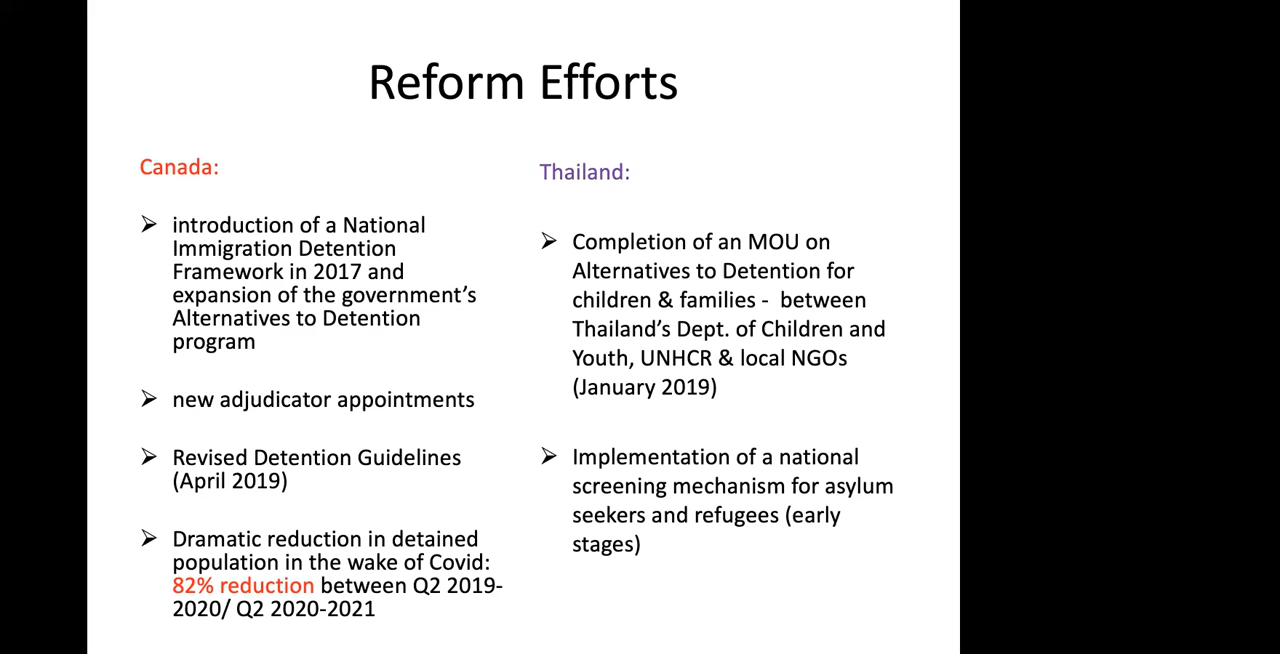 Reform Efforts
Canada:
➢ introduction of a National
Immigration Detention
Framework in 2017 and
expansion of the government’s
Alternatives to Detention
program
➢ new adjudicator appointments
➢ Revised Detention Guidelines
(April 2019)
➢ Dramatic reduction in detained
population in the wake of Covid:
82% reduction between Q2 2019-
2020/ Q2 2020-2021
Thailand:
➢ Completion of an MOU on
Alternatives to Detention for
children & families - between
Thailand’s Dept. of Children and
Youth, UNHCR & local NGOs
(January 2019)
➢ Implementation of a national
screening mechanism for asylum
seekers and refugees (early
stages)